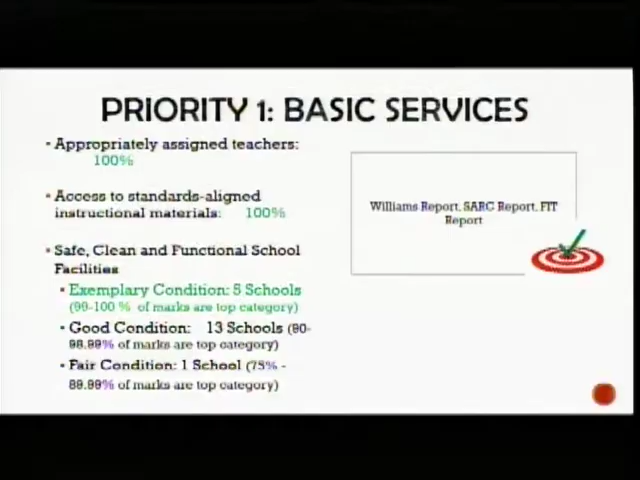 PRIORITY 1: BASIC SERVICES
Appropriately assigned teachers:
100%
Access to standards-aligned
instructional materials: 100%
Safe, Clean and Functional School
Facilities
Exemplary Condition: 5 Schools
(99-100 % of marks are top category)
Good Condition: 13 Schools (90-
98.99% of marks are top category)
Fair Condition: 1 School (75% -
89.99% of marks are top category)
Williams Report, SARC Report, FIT
Report